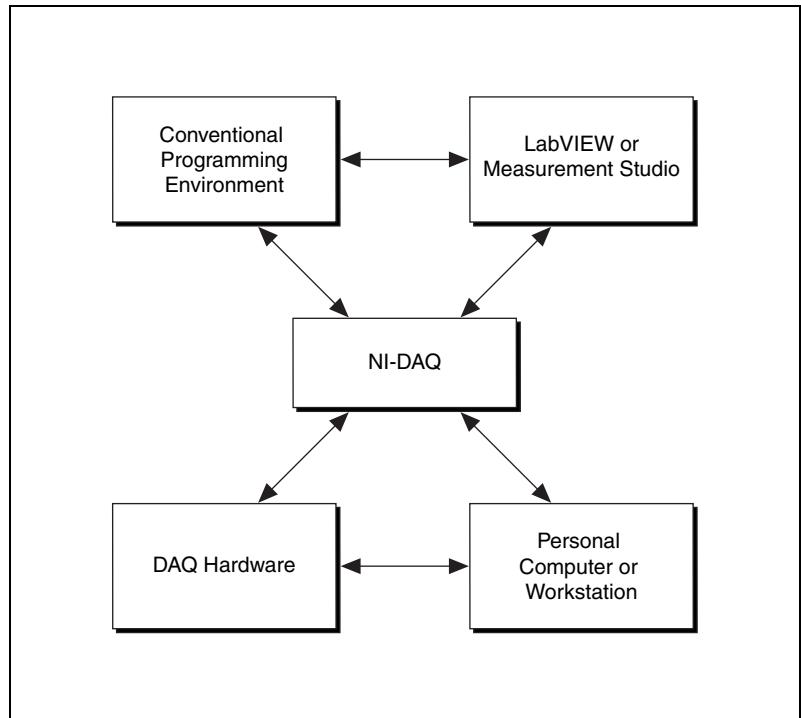 Conventional
Programming
Environment
LabVIEW or
Measurement Studio
NI-DAQ
DAQ Hardware
Personal
Computer or
Workstation